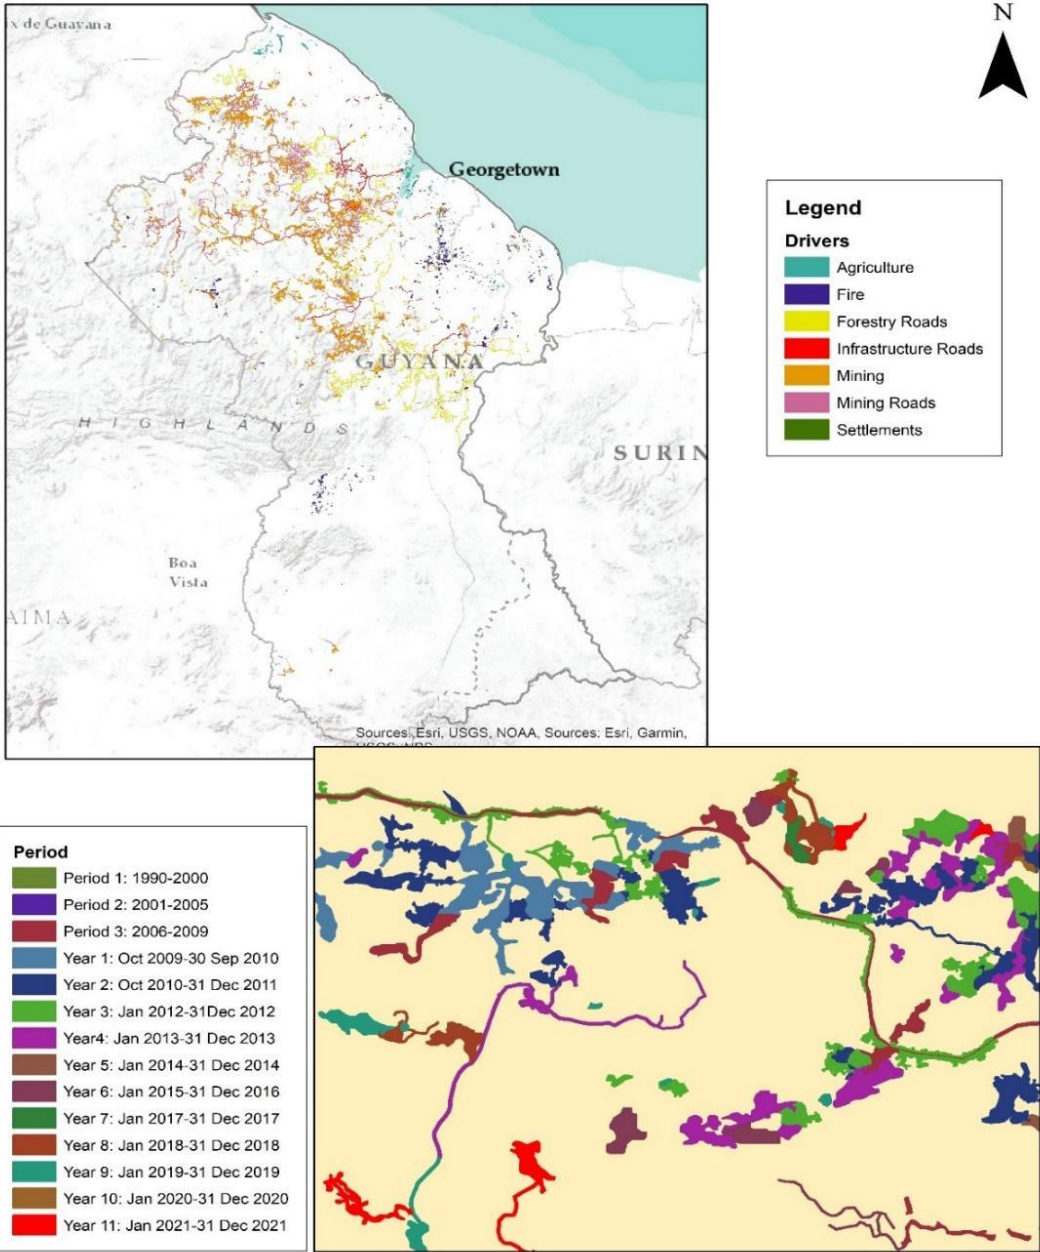 x de Guayana
N
Georgetown
GUYANA
HIGHLANDS
SURIN
Boa
Vista
AIMA
Sources: Esri, USGS, NOAA, Sources: Esri, Garmin,
Legend
Drivers
Agriculture
Fire
Forestry Roads
Infrastructure Roads
Mining
Mining Roads
Settlements
Period
Period 1: 1990-2000
Period 2: 2001-2005
Period 3: 2006-2009
Year 1: Oct 2009-30 Sep 2010
Year 2: Oct 2010-31 Dec 2011
Year 3: Jan 2012-31Dec 2012
Year4: Jan 2013-31 Dec 2013
Year 5: Jan 2014-31 Dec 2014
Year 6: Jan 2015-31 Dec 2016
Year 7: Jan 2017-31 Dec 2017
Year 8: Jan 2018-31 Dec 2018
Year 9: Jan 2019-31 Dec 2019
Year 10: Jan 2020-31 Dec 2020
Year 11: Jan 2021-31 Dec 2021